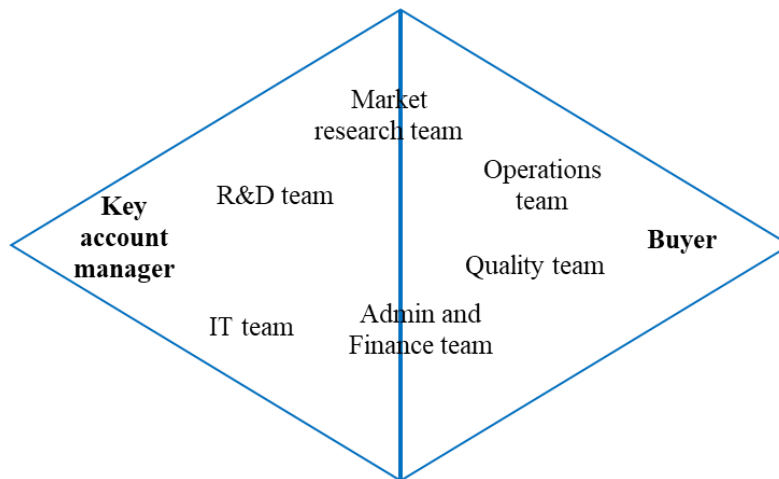 Market
research team
Operations
team
R&D team
Key
account
manager
Buyer
Quality team
IT team
Admin and
Finance team